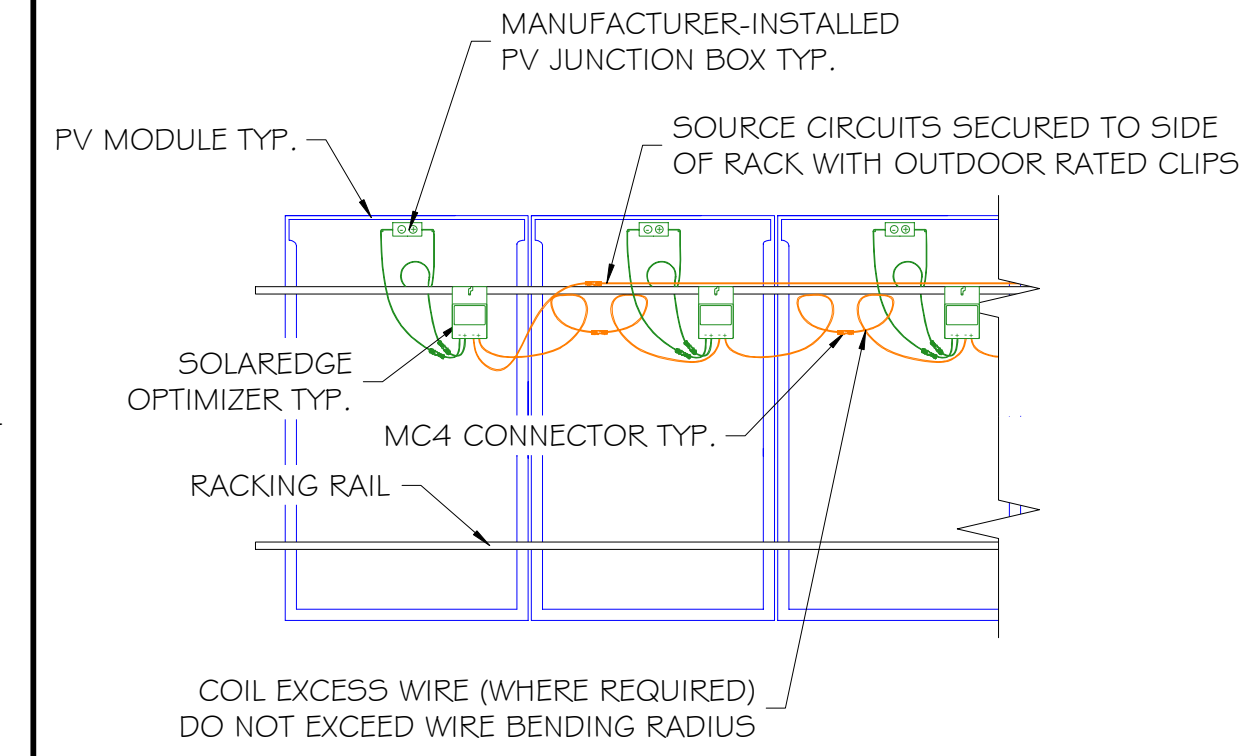 MANUFACTURER-INSTALLED
PV JUNCTION BOX TYP.
PV MODULE TYP.
SOURCE CIRCUITS SECURED TO SIDE
OF RACK WITH OUTDOOR RATED CLIPS
SOLAREDGE
OPTIMIZER TYP.
MC4 CONNECTOR TYP.
RACKING RAIL
COIL EXCESS WIRE (WHERE REQUIRED)
DO NOT EXCEED WIRE BENDING RADIUS